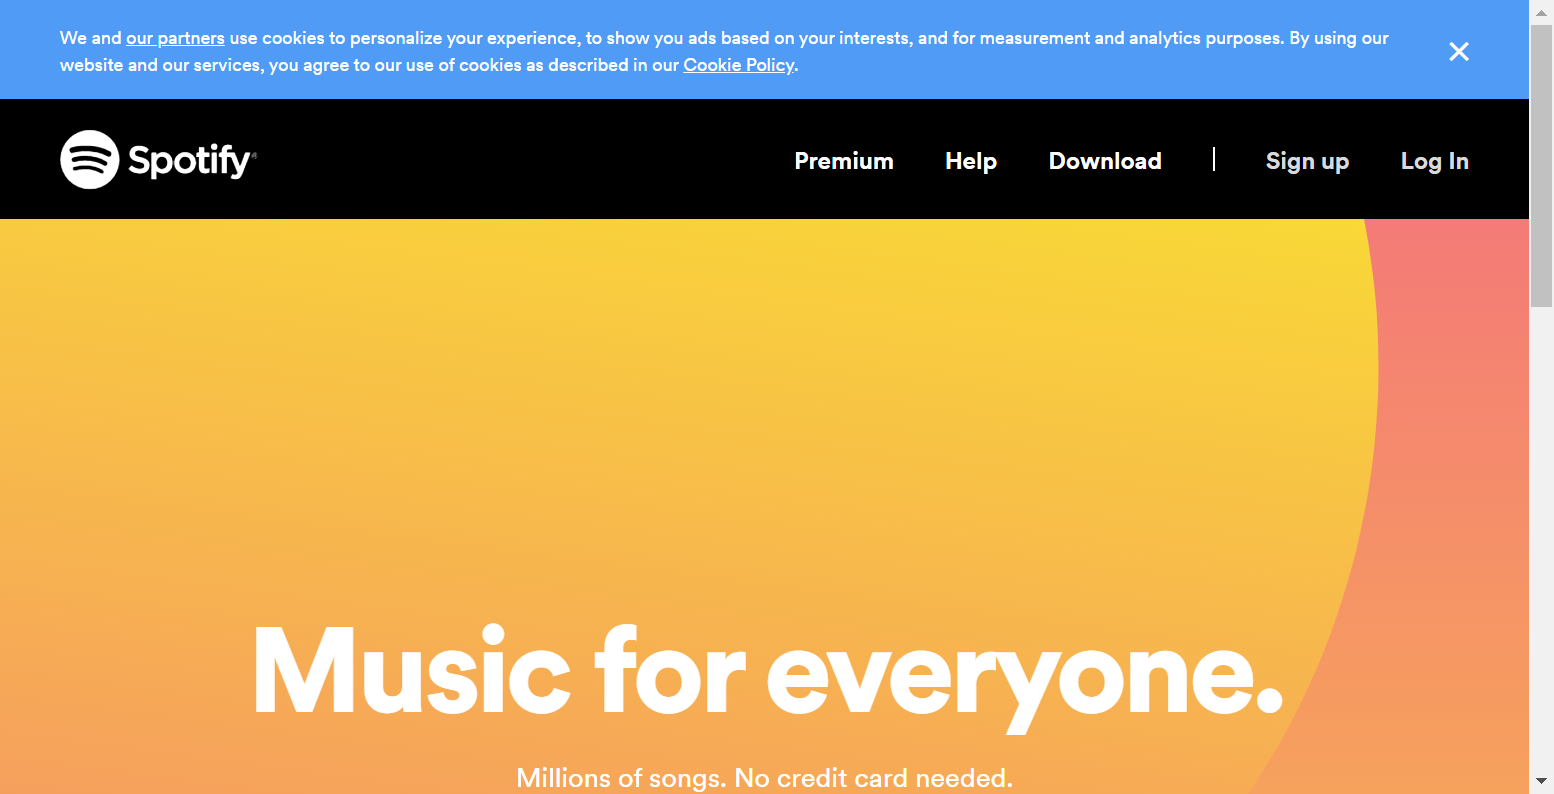 We and our partners use cookies to personalize your experience, to show you ads based on your interests, and for measurement and analytics purposes. By using our
website and our services, you agree to our use of cookies as described in our Cookie Policy.
Spotify®
Premium
Help
Download
Sign up
Log In
Music for everyone.
Millions of songs. No credit card needed.